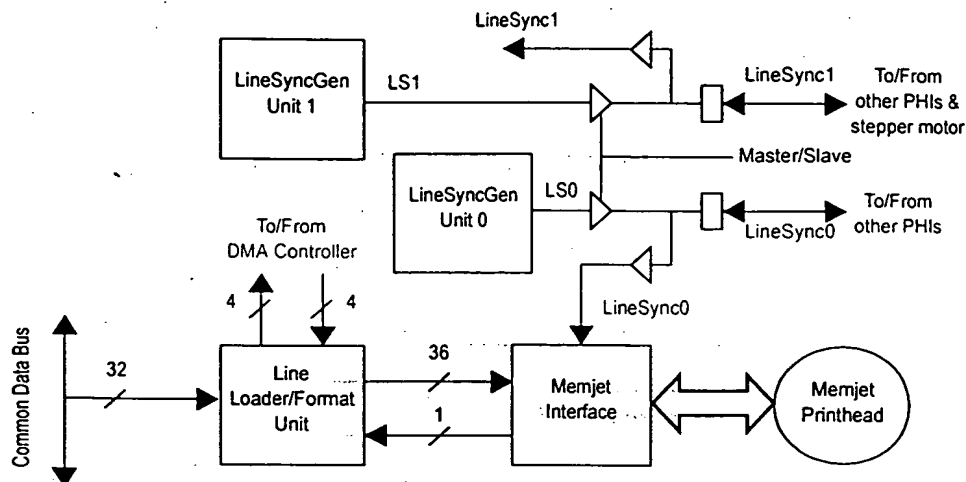 LineSync1
LineSyncGen
Unit 1
LS1
LineSync1
To/From
other PHIs &
stepper motor
Master/Slave
LineSyncGen
Unit 0
LS0
LineSync0
To/From
other PHIs
To/From
DMA Controller
4
4
LineSync0
Common Data Bus
32
Line
Loader/Format
Unit
36
1
Memjet
Interface
Memjet
Printhead